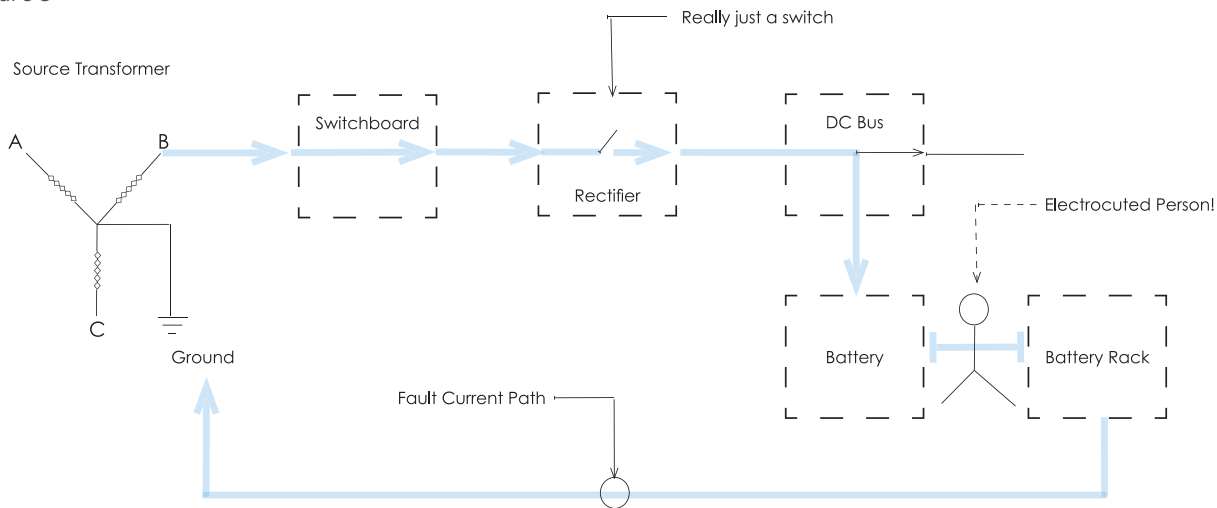 Really just a switch
Source Transformer
Switchboard
DC Bus
A
B
Rectifier
Electrocuted Person!
C
Ground
Battery
Battery Rack
Fault Current Path